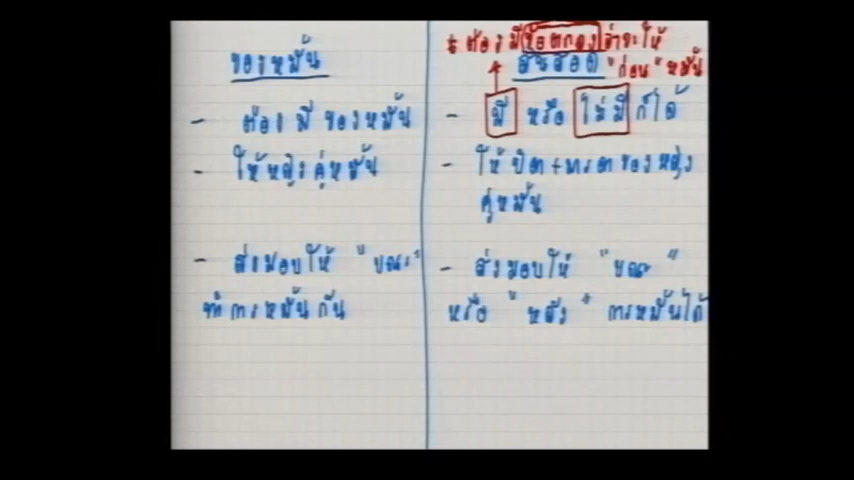 ของหมั้น
- ต้องมีของหมั้น
- ให้หญิงคู่หมั้น
- ส่งมอบให้ "ขณะ"
ทำการหมั้นกัน
* ต้องมีข้อตกลงว่าจะให้
"ก่อน" หมั้น
สินสอด
- มี หรือ ไม่มี ก็ได้
- ให้บิดา+มารดาของหญิง
คู่หมั้น
- ส่งมอบให้ "ขณะ"
หรือ "หลัง" การหมั้นได้